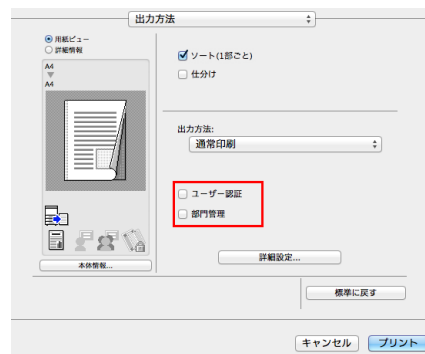 出力方法
用紙ビュー
詳細情報
A4
A4
本体情報...
ソート(1部ごと)
仕分け
出力方法:
通常印刷
ユーザー認証
部門管理
詳細設定...
標準に戻す
キャンセル
プリント